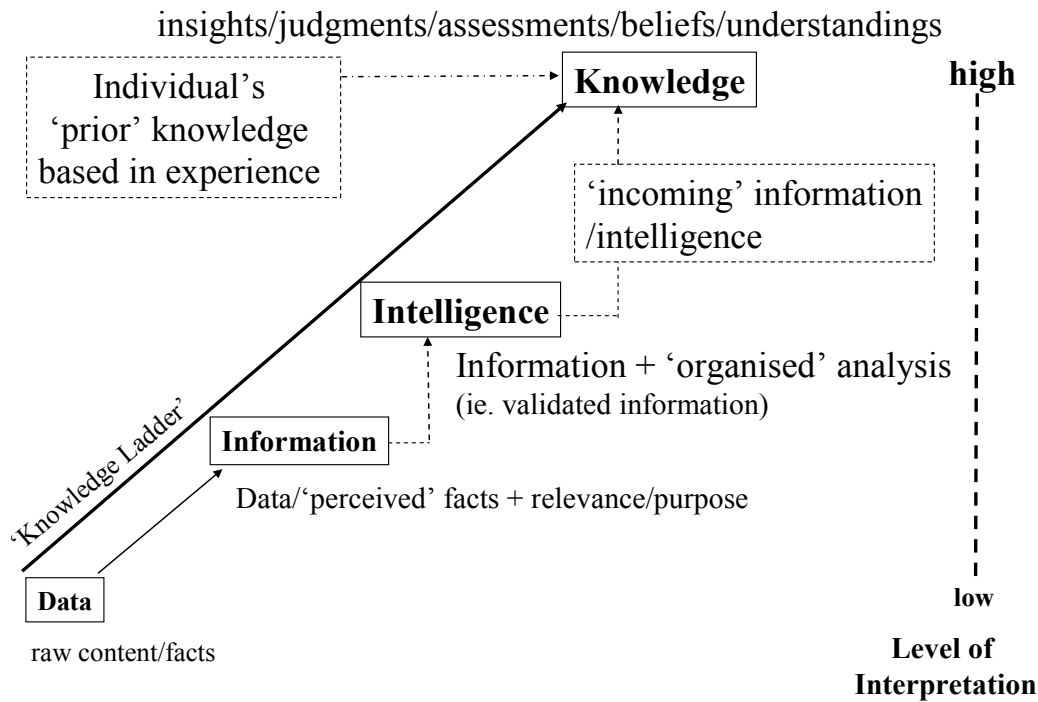 insights/judgments/assessments/beliefs/understandings
Individual’s
‘prior’ knowledge
based in experience
Knowledge
high
‘incoming’ information
/intelligence
Intelligence
Information + ‘organised’ analysis
(ie. validated information)
Information
Data/‘perceived’ facts + relevance/purpose
‘Knowledge Ladder’
Data
raw content/facts
low
Level of
Interpretation